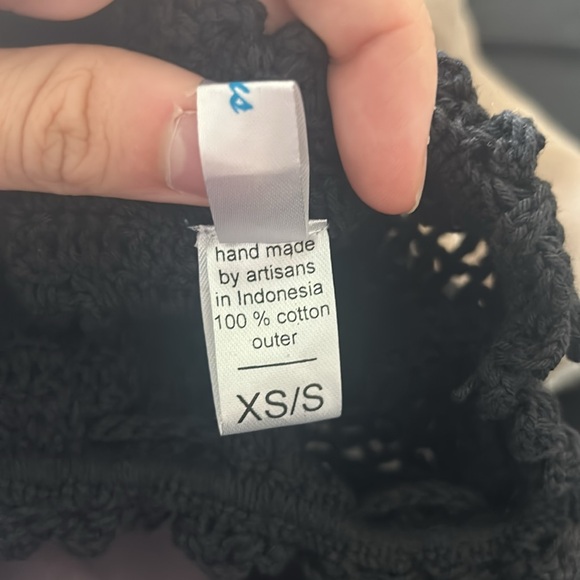 hand made
by artisans
in Indonesia
100 % cotton
outer
XS/S